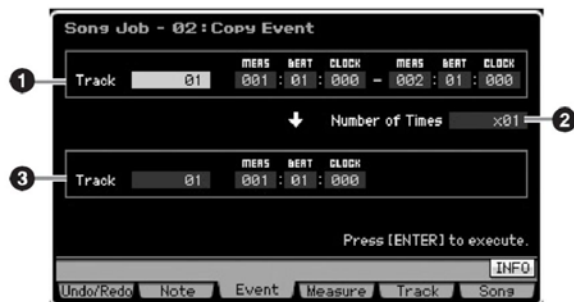 Song Job - 02:Copy Event
MEAS BEAT CLOCK MEAS BEAT CLOCK
1 Track 01 001 : 01 : 000 - 002 : 01 : 000
Number of Times x01 2
MEAS BEAT CLOCK
3 Track 01 001 : 01 : 000
Press [ENTER] to execute.
INFO
Undo/Redo Note Event Measure Track Song